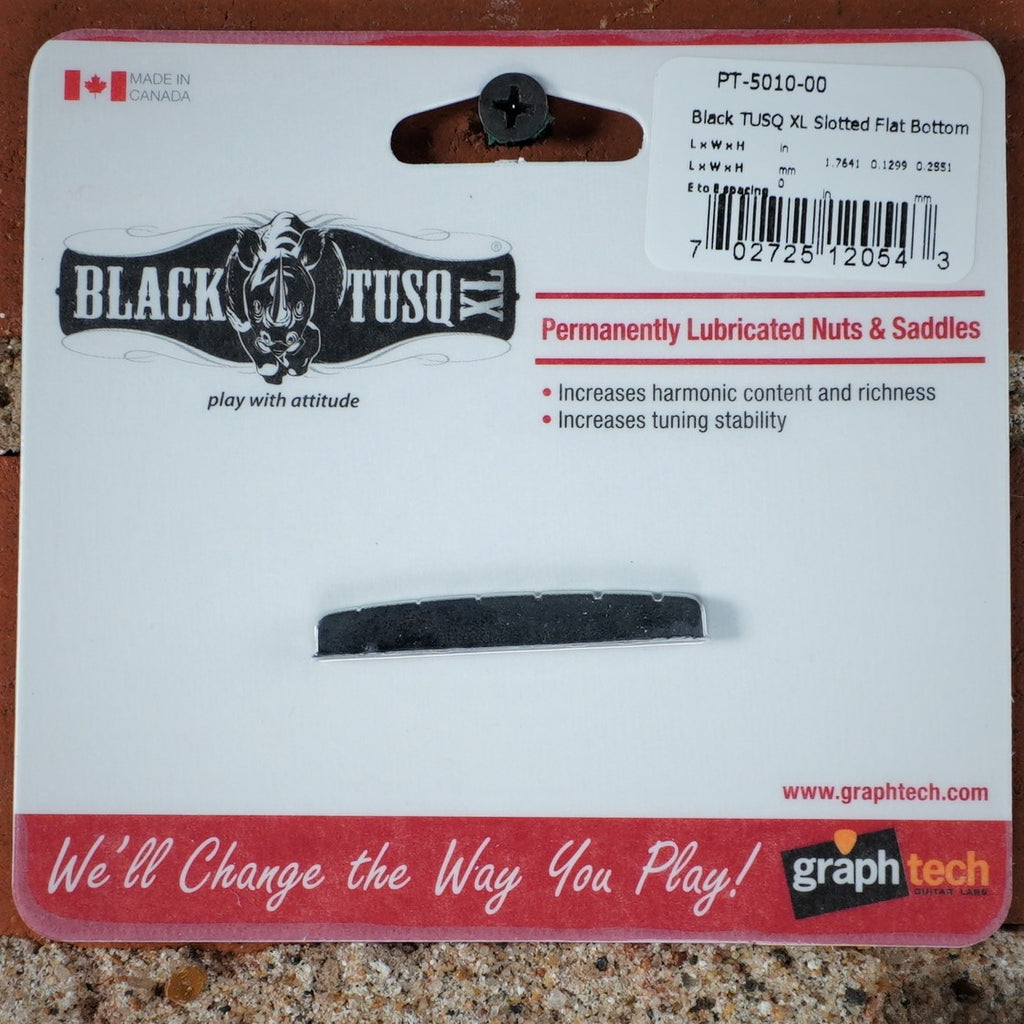 MADE IN
CANADA
PT-5010-00
Black TUSQ XL Slotted Flat Bottom
L x W x H in
L x W x H mm 1.7641 0.1299 0.2551
E to E spacing 0 in mm
7 02725 12054 3
BLACK TUSQ XL ®
play with attitude
Permanently Lubricated Nuts & Saddles
• Increases harmonic content and richness
• Increases tuning stability
www.graphtech.com
We'll Change the Way You Play!
graph tech
GUITAR LABS